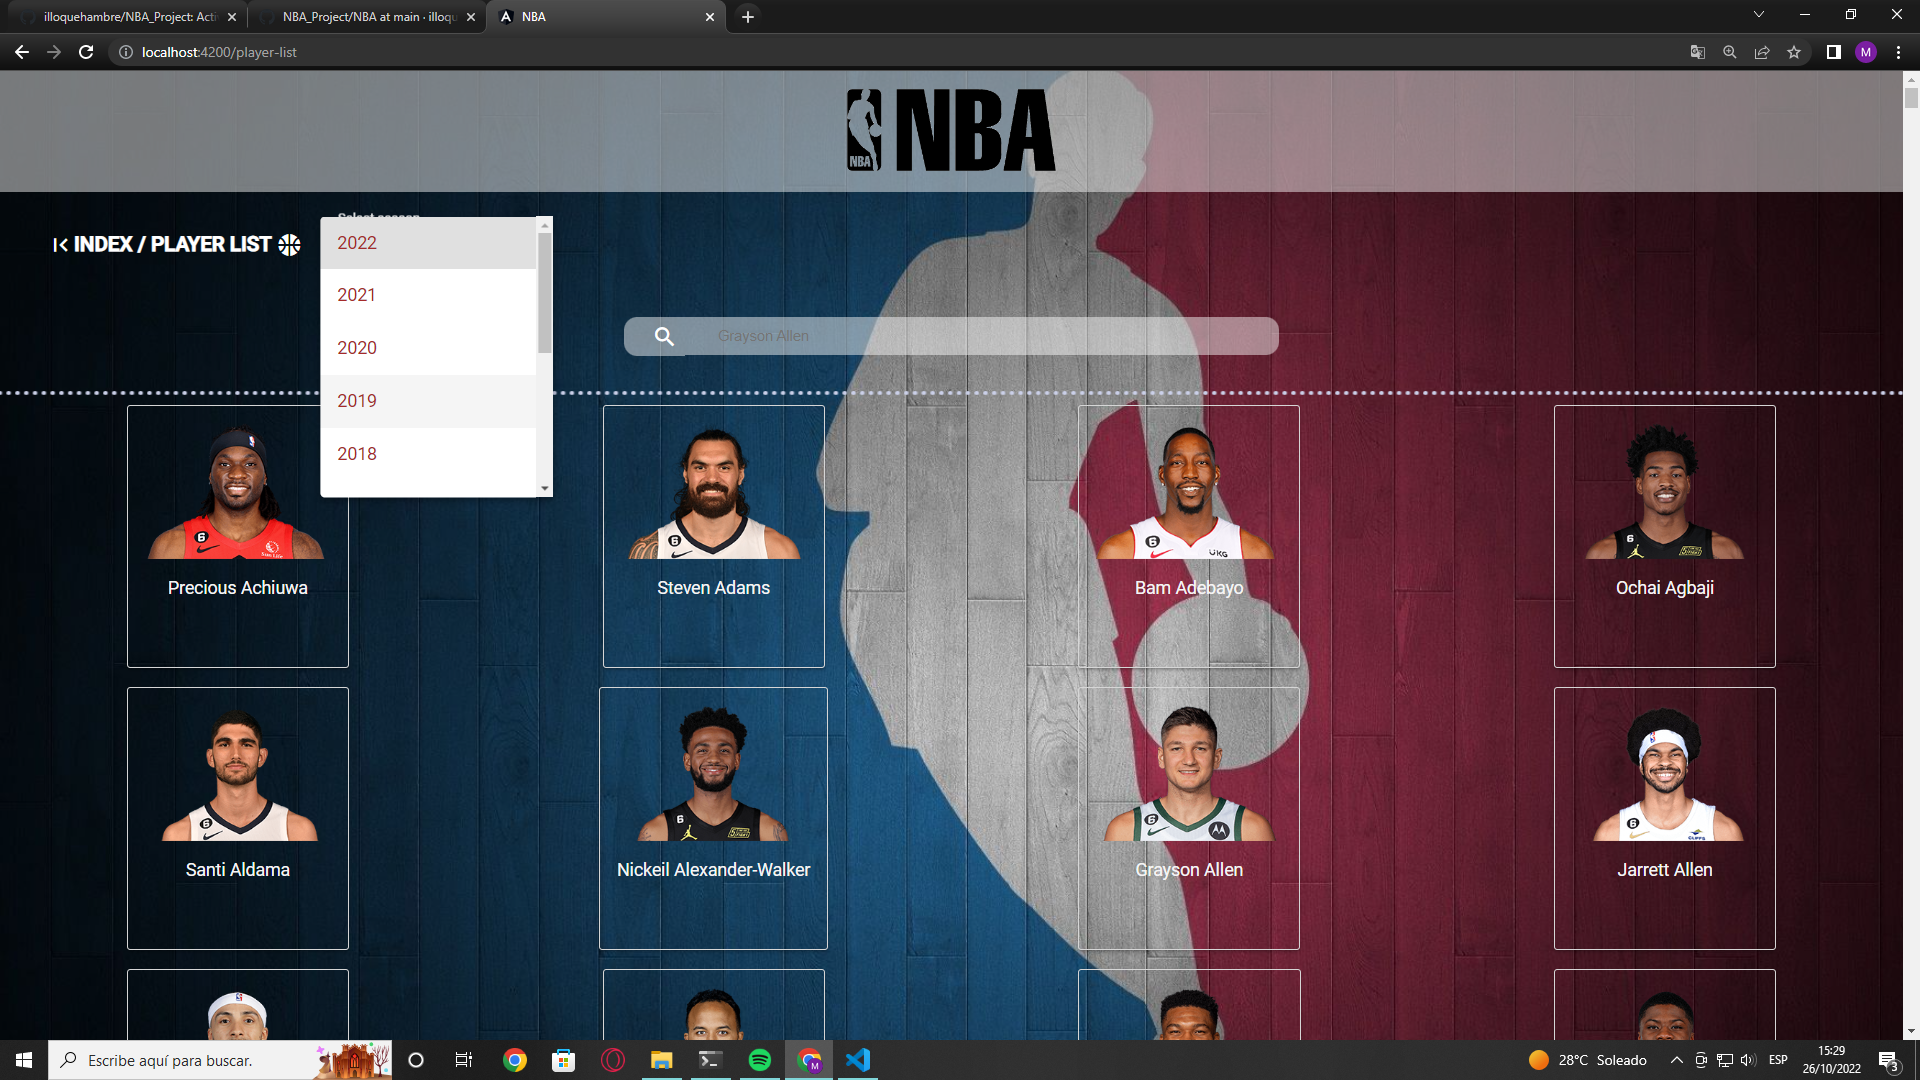 illoquehambre/NBA_Project: Acti
NBA_Project/NBA at main · illoqu
NBA
localhost:4200/player-list
M
NBA
NBA
INDEX / PLAYER LIST
Select season
2022
2021
2020
2019
2018
Grayson Allen
Precious Achiuwa
Steven Adams
Bam Adebayo
Ochai Agbaji
Santi Aldama
Nickeil Alexander-Walker
Grayson Allen
Jarrett Allen
Escribe aquí para buscar.
28°C Soleado
ESP
15:29
26/10/2022
3